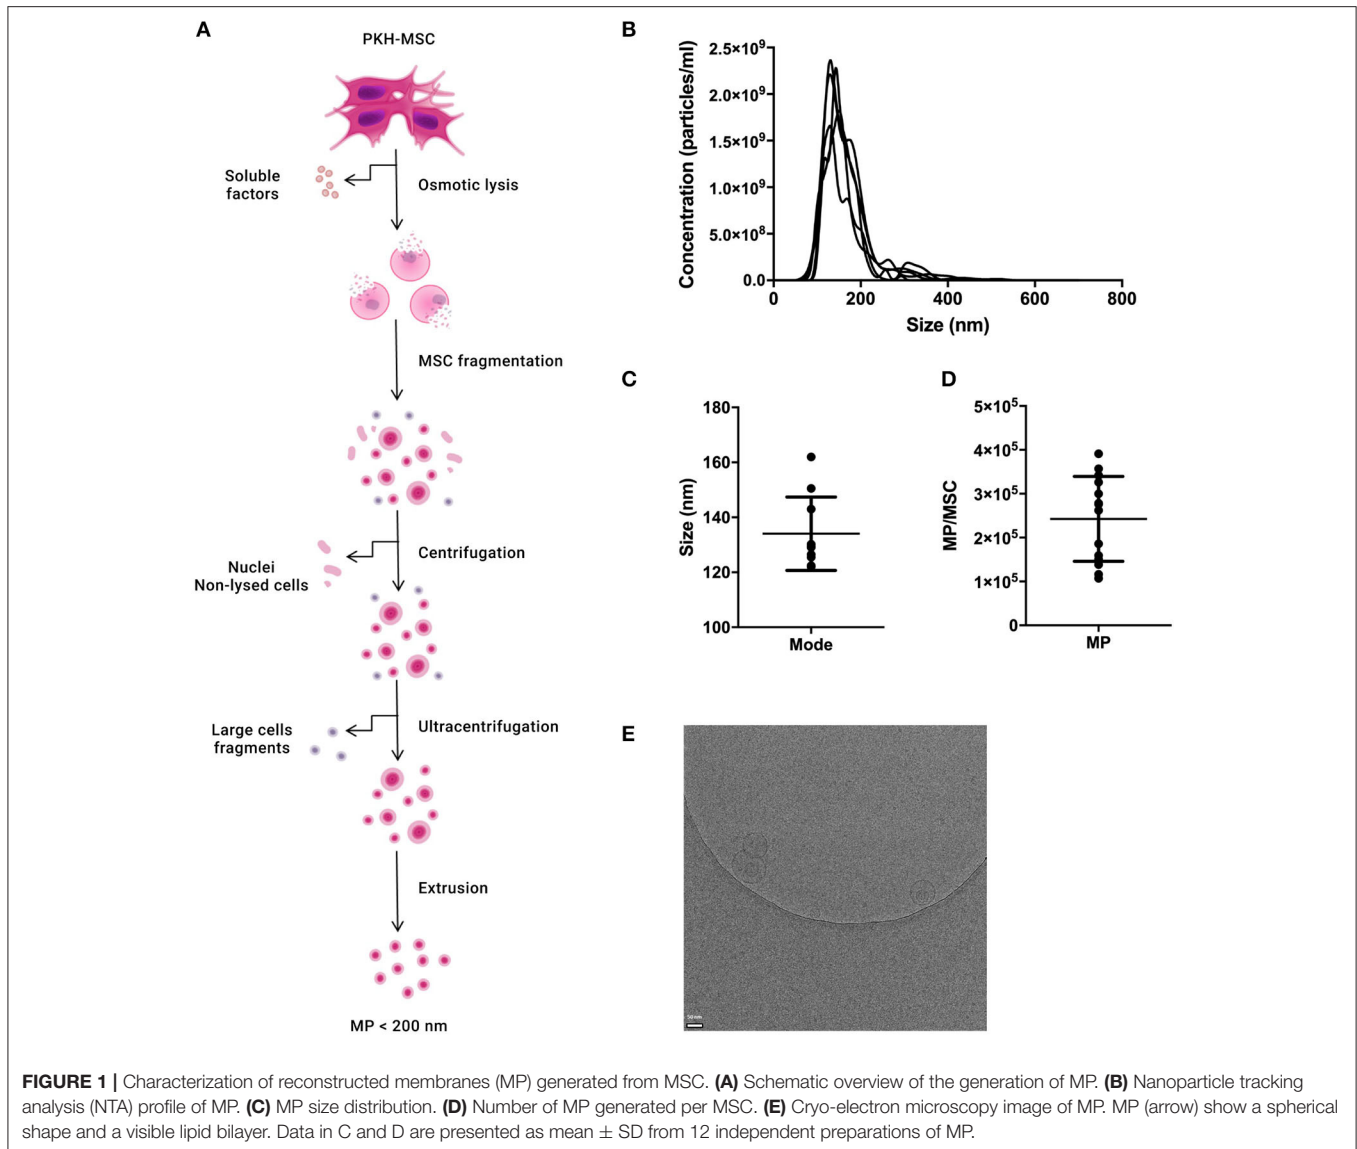 A
PKH-MSC
Soluble
factors
Osmotic lysis
MSC fragmentation
Nuclei
Non-lysed cells
Centrifugation
Large cells
fragments
Ultracentrifugation
Extrusion
MP < 200 nm
B
Concentration (particles/ml)
2.5×10⁹
2.0×10⁹
1.5×10⁹
1.0×10⁹
5.0×10⁸
0.0
0 200 400 600 800
Size (nm)
C
Size (nm)
180
160
140
120
100
Mode
D
MP/MSC
5×10⁵
4×10⁵
3×10⁵
2×10⁵
1×10⁵
0
MP
E
50 nm
FIGURE 1 | Characterization of reconstructed membranes (MP) generated from MSC. (A) Schematic overview of the generation of MP. (B) Nanoparticle tracking
analysis (NTA) profile of MP. (C) MP size distribution. (D) Number of MP generated per MSC. (E) Cryo-electron microscopy image of MP. MP (arrow) show a spherical
shape and a visible lipid bilayer. Data in C and D are presented as mean ± SD from 12 independent preparations of MP.